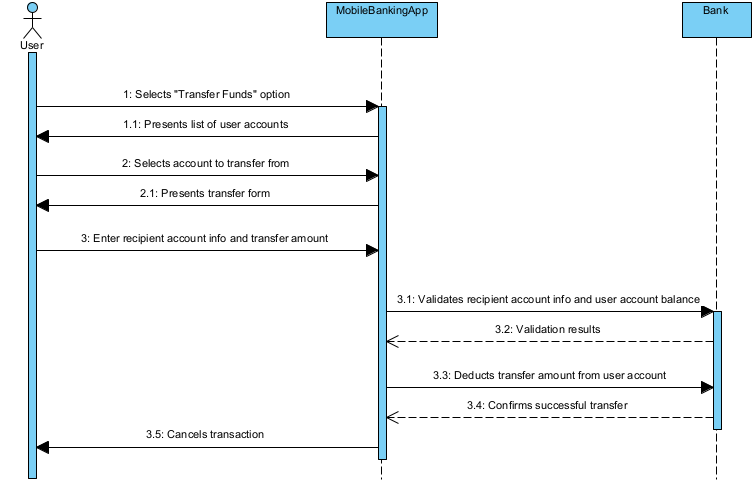 MobileBankingApp
Bank
User
1: Selects "Transfer Funds" option
1.1: Presents list of user accounts
2: Selects account to transfer from
2.1: Presents transfer form
3: Enter recipient account info and transfer amount
3.1: Validates recipient account info and user account balance
3.2: Validation results
3.3: Deducts transfer amount from user account
3.4: Confirms successful transfer
3.5: Cancels transaction